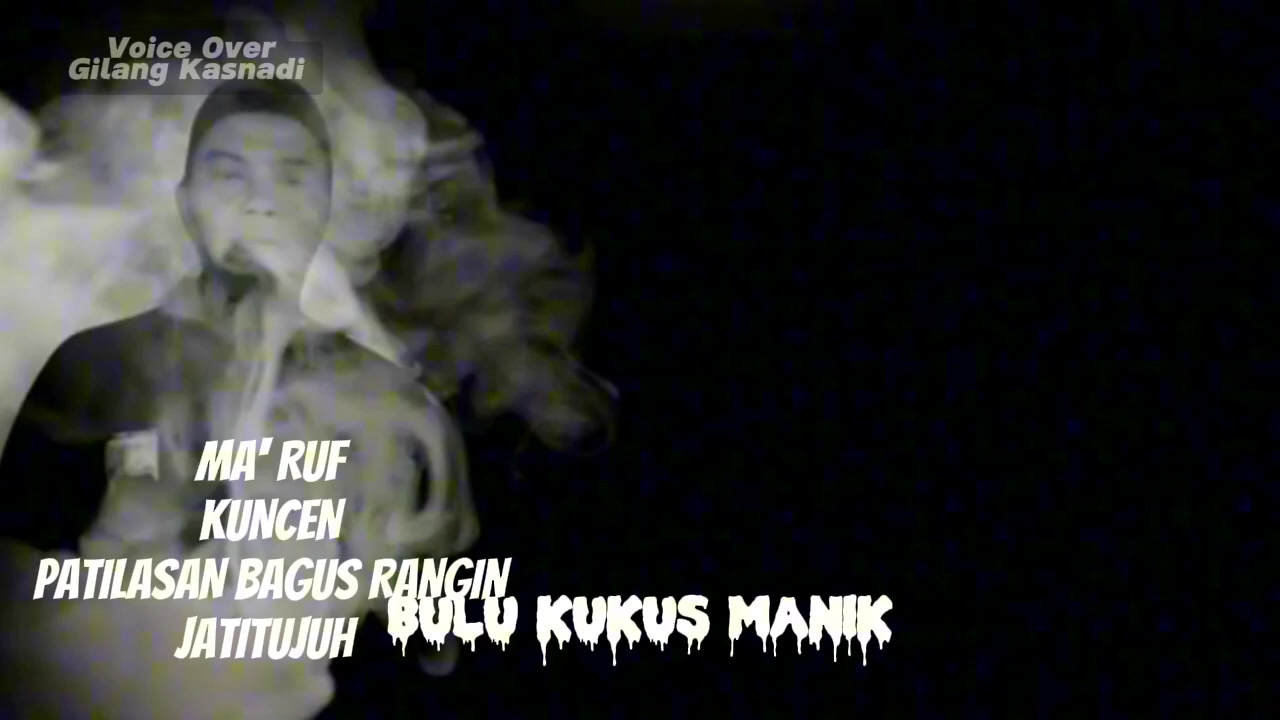 Voice Over
Gilang Kasnadi
MA' RUF
KUNCEN
PATILASAN BAGUS RANGIN
JATITUJUH
BULU KUKUS MANIK